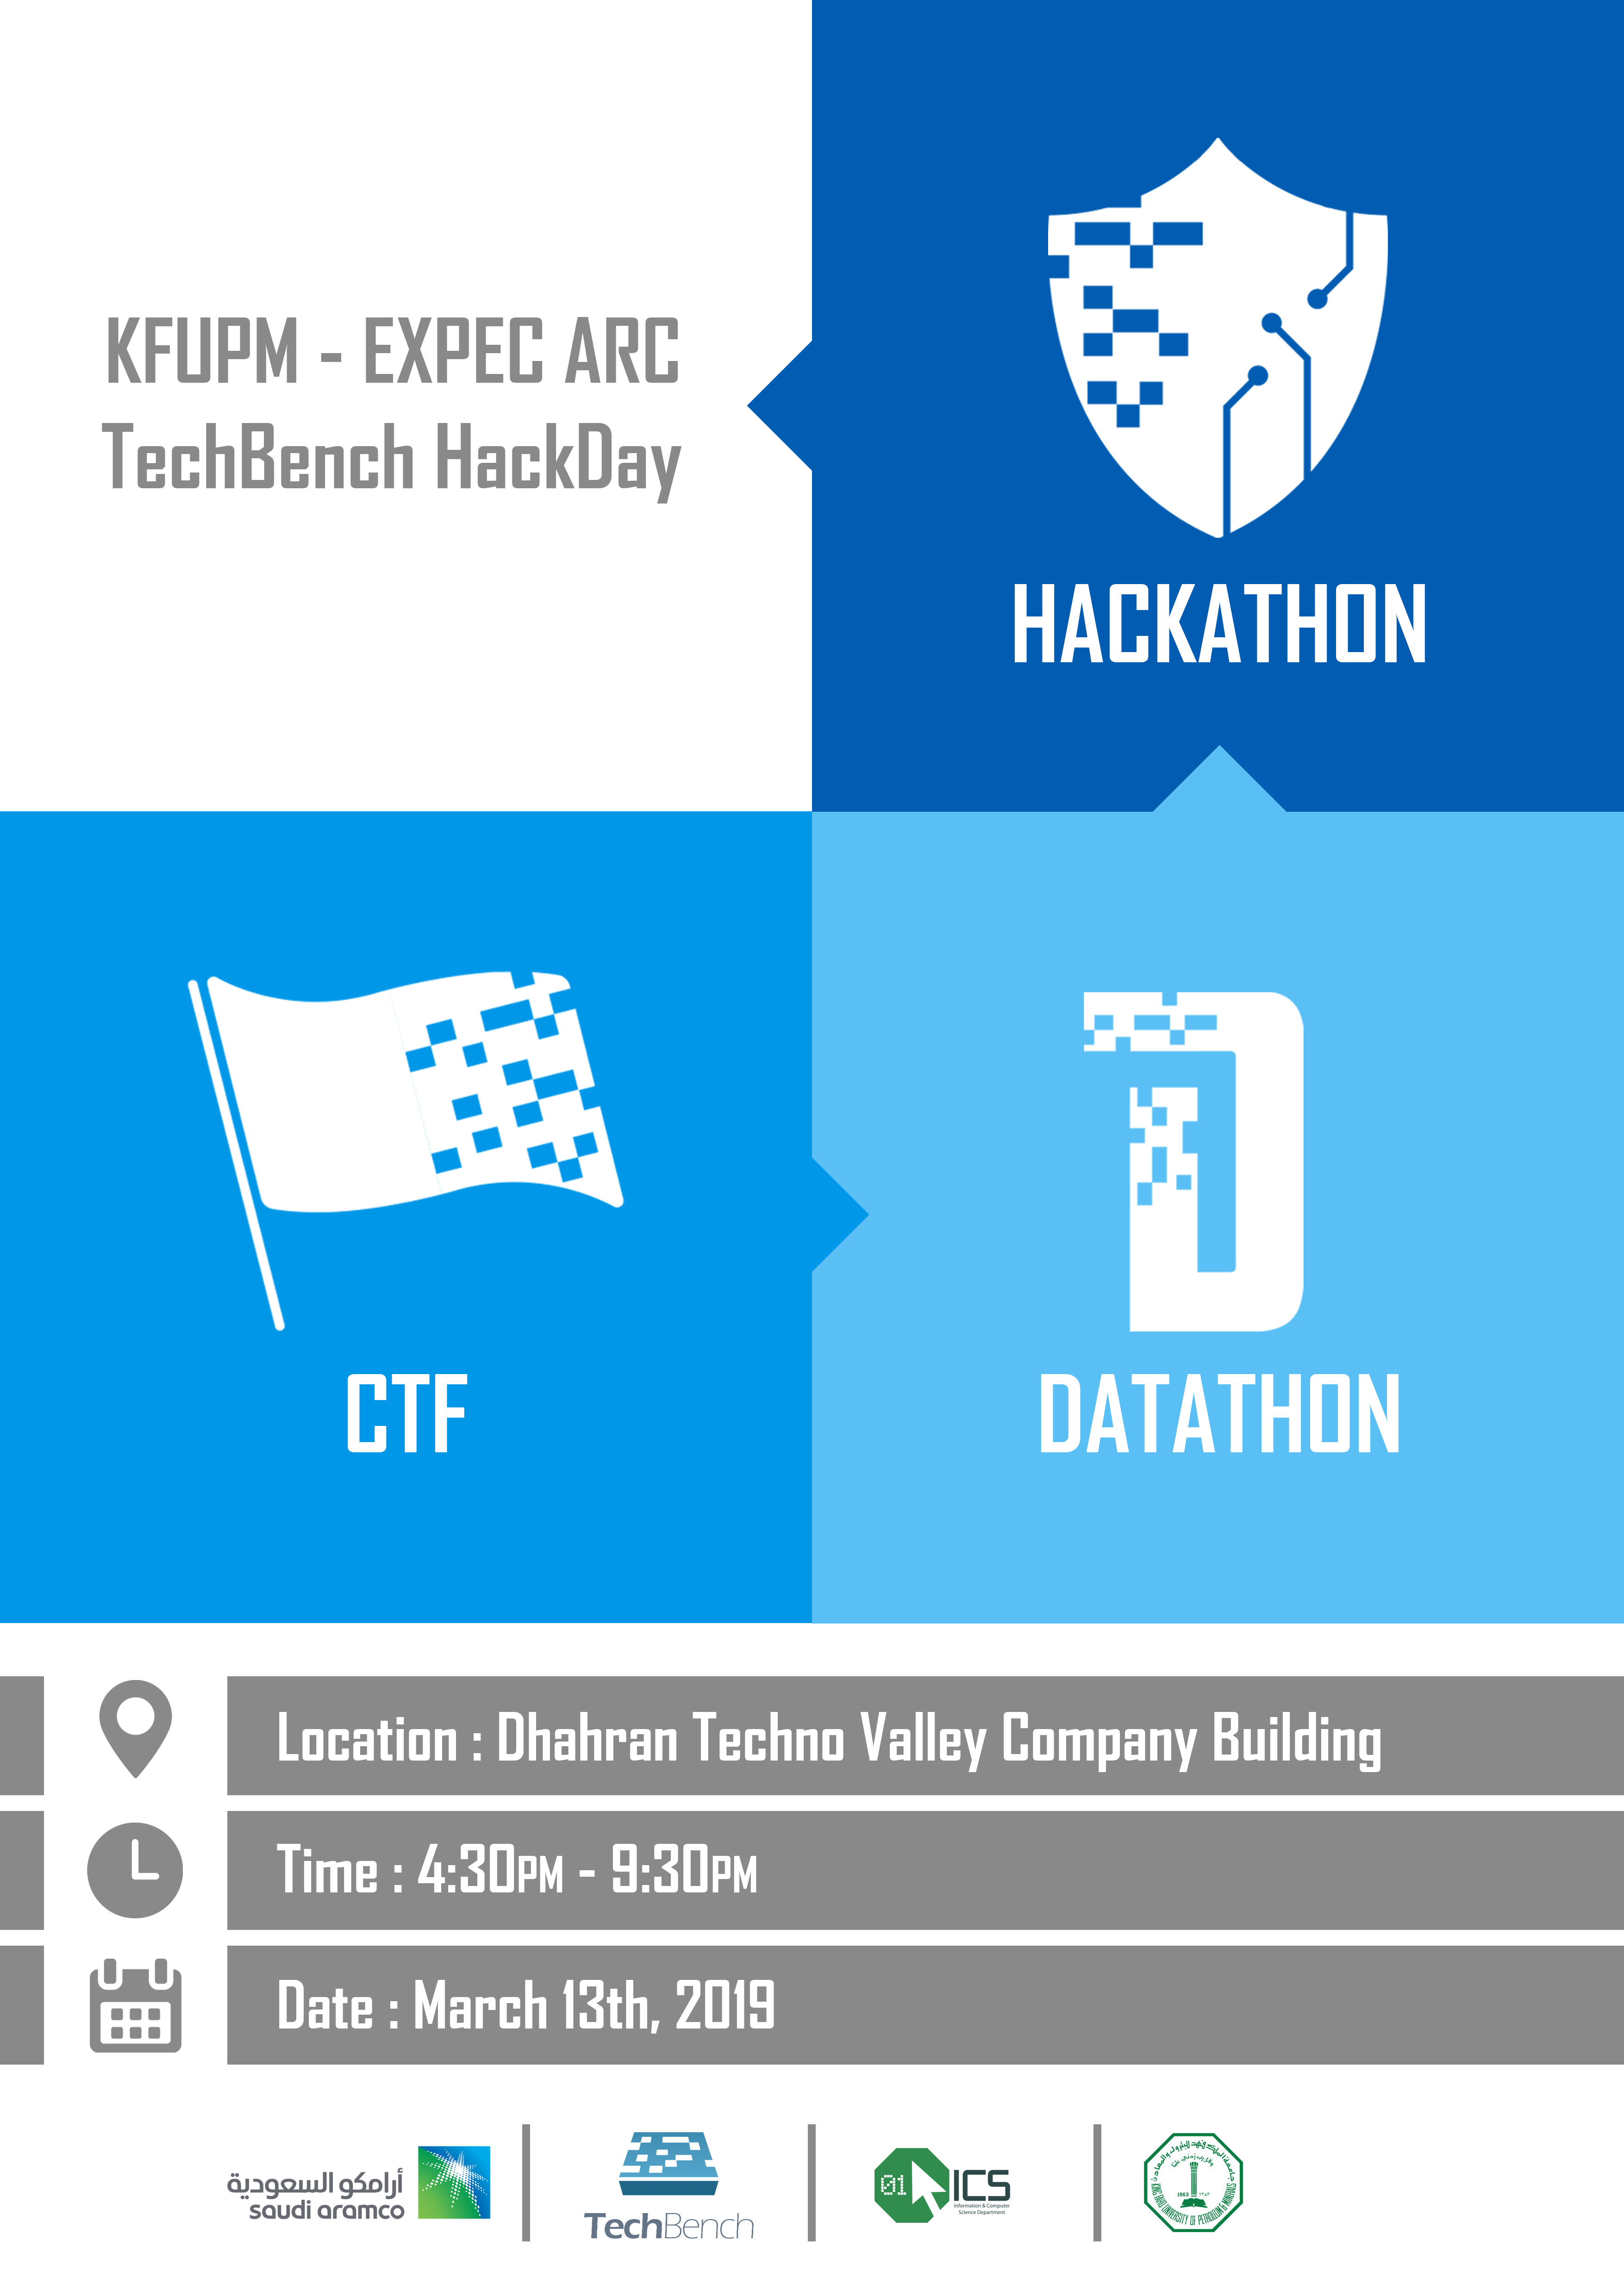 KFUPM - EXPEC ARC
TechBench HackDay
HACKATHON
CTF
DATATHON
Location : Dhahran Techno Valley Company Building
Time : 4:30PM - 9:30PM
Date : March 13th, 2019
أرامكو السعودية
saudi aramco
TechBench
01
ICS
Information & Computer
Science Department
جامعة الملك فهد للبترول والمعادن
1963 ١٣٨٣
KING FAHD UNIVERSITY OF PETROLEUM & MINERALS